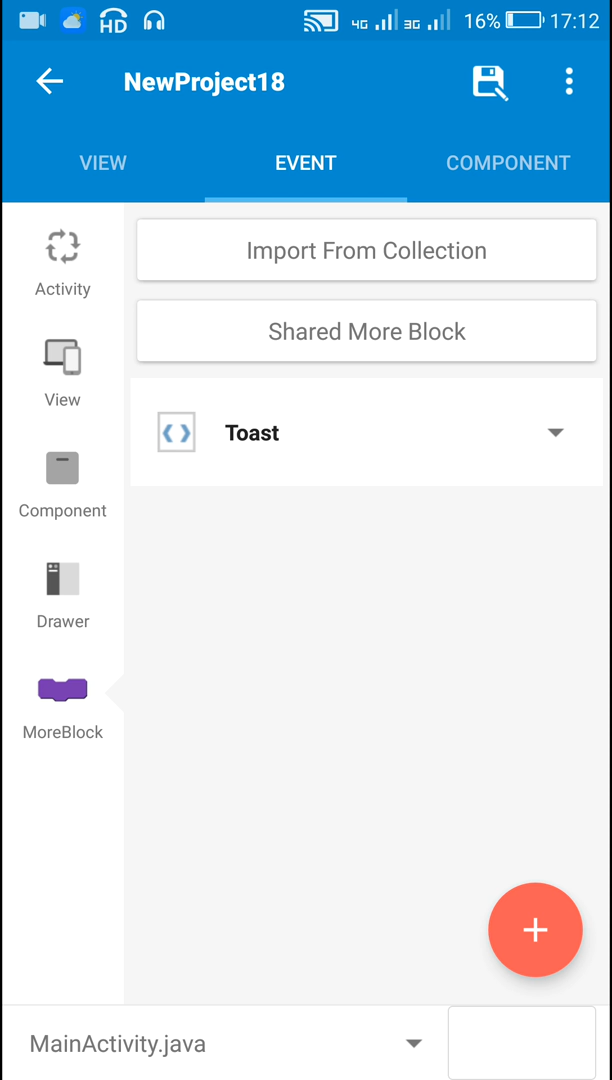 HD 4G 3G 16% 17:12
NewProject18
VIEW EVENT COMPONENT
Activity
View
Component
Drawer
MoreBlock
Import From Collection
Shared More Block
Toast
MainActivity.java